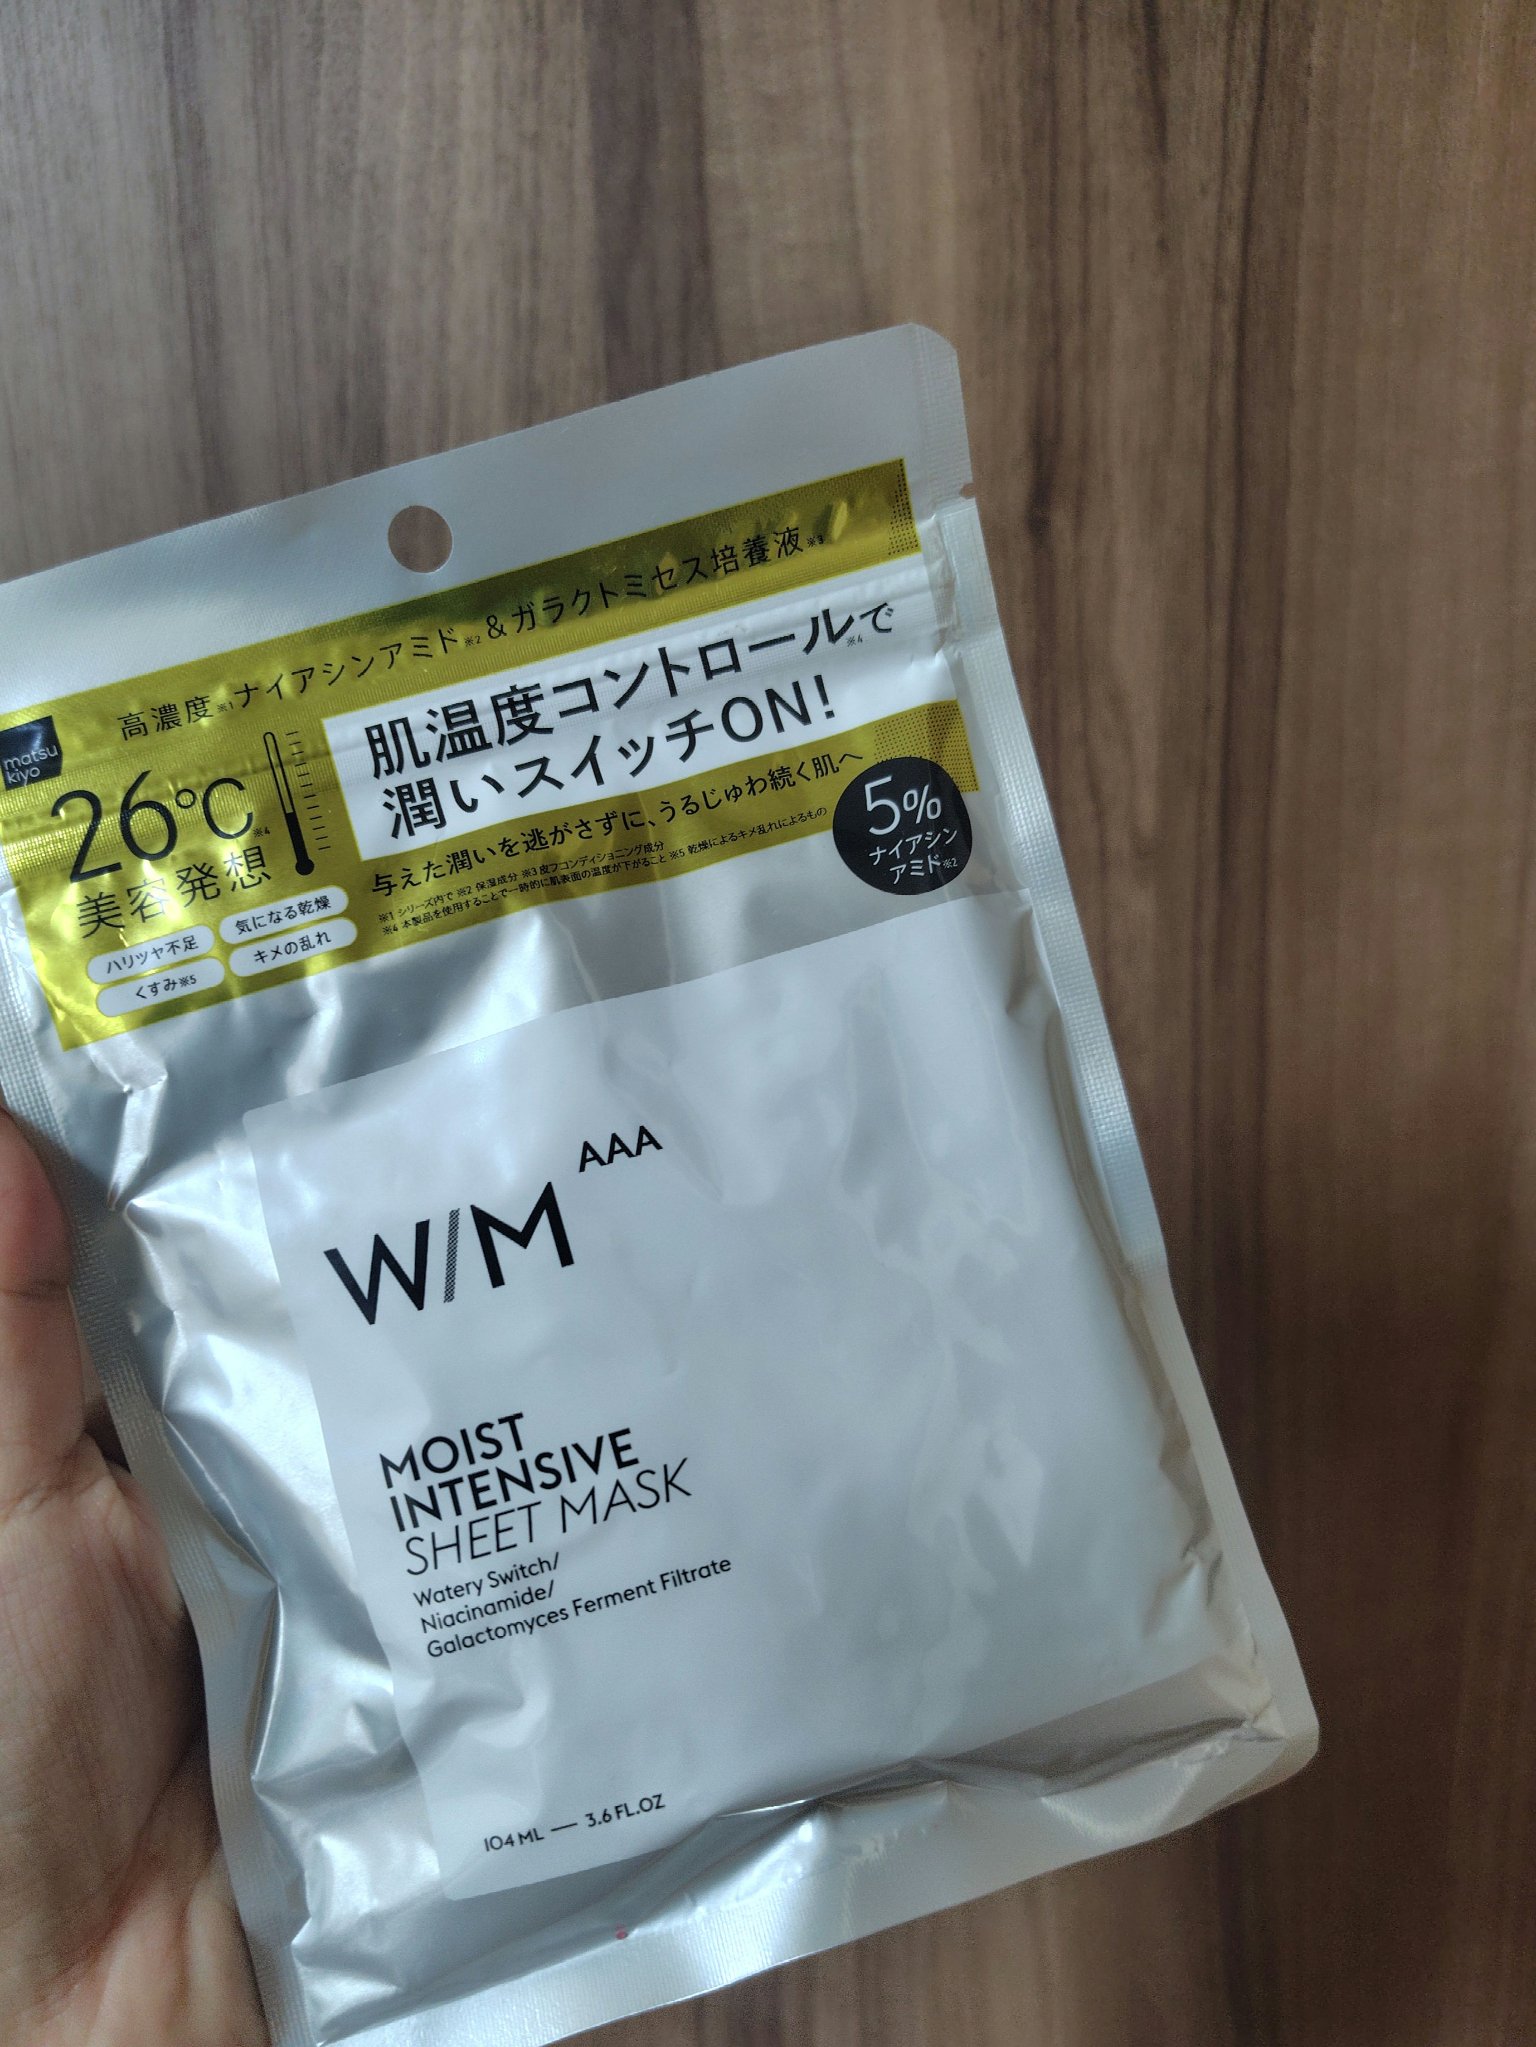 高濃度※1ナイアシンアミド※2&ガラクトミセス培養液※3
matsu
kiyo
26℃※4
美容発想
肌温度コントロール※4で
潤いスイッチON!
与えた潤いを逃がさずに、うるじゅわ続く肌へ
※1 シリーズ内で ※2 保湿成分 ※3 皮フコンディショニング成分
※4 本製品を使用することで一時的に肌表面の温度が下がること ※5 乾燥によるキメ乱れによるもの
5%
ナイアシン
アミド※2
ハリツヤ不足
気になる乾燥
くすみ※5
キメの乱れ
W/M AAA
MOIST
INTENSIVE
SHEET MASK
Watery Switch/
Niacinamide/
Galactomyces Ferment Filtrate
104 ML — 3.6 FL.OZ